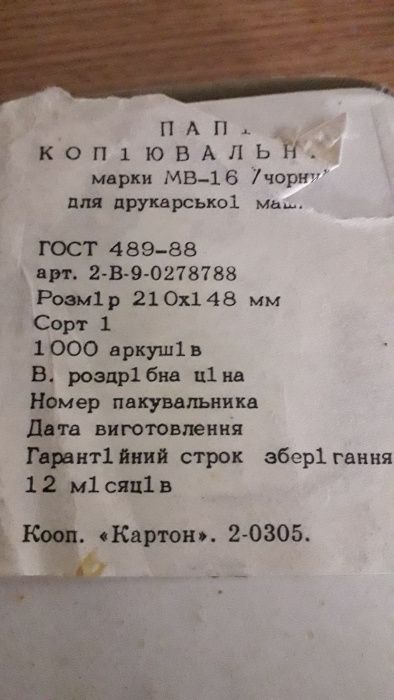 ПАП1
КОП1ЮВАЛЬН
марки МВ-16 /чорни
для друкарсько1 маш.
ГОСТ 489-88
арт. 2-В-9-0278788
Розм1р 210х148 мм
Сорт 1
1000 аркуш1в
В. роздр1бна ц1на
Номер пакувальника
Дата виготовлення
Гарант1йний строк збер1гання
12 м1сяц1в
Кооп. «Картон». 2-0305.